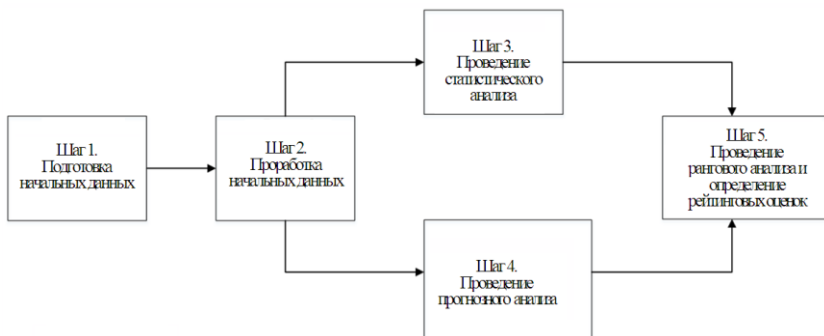 Шаг 1.
Подготовка
начальных данных
Шаг 2.
Проработка
начальных данных
Шаг 3.
Проведение
статистического
анализа
Шаг 4.
Проведение
прогнозного анализа
Шаг 5.
Проведение
рангового анализа и
определение
рейтинговых оценок